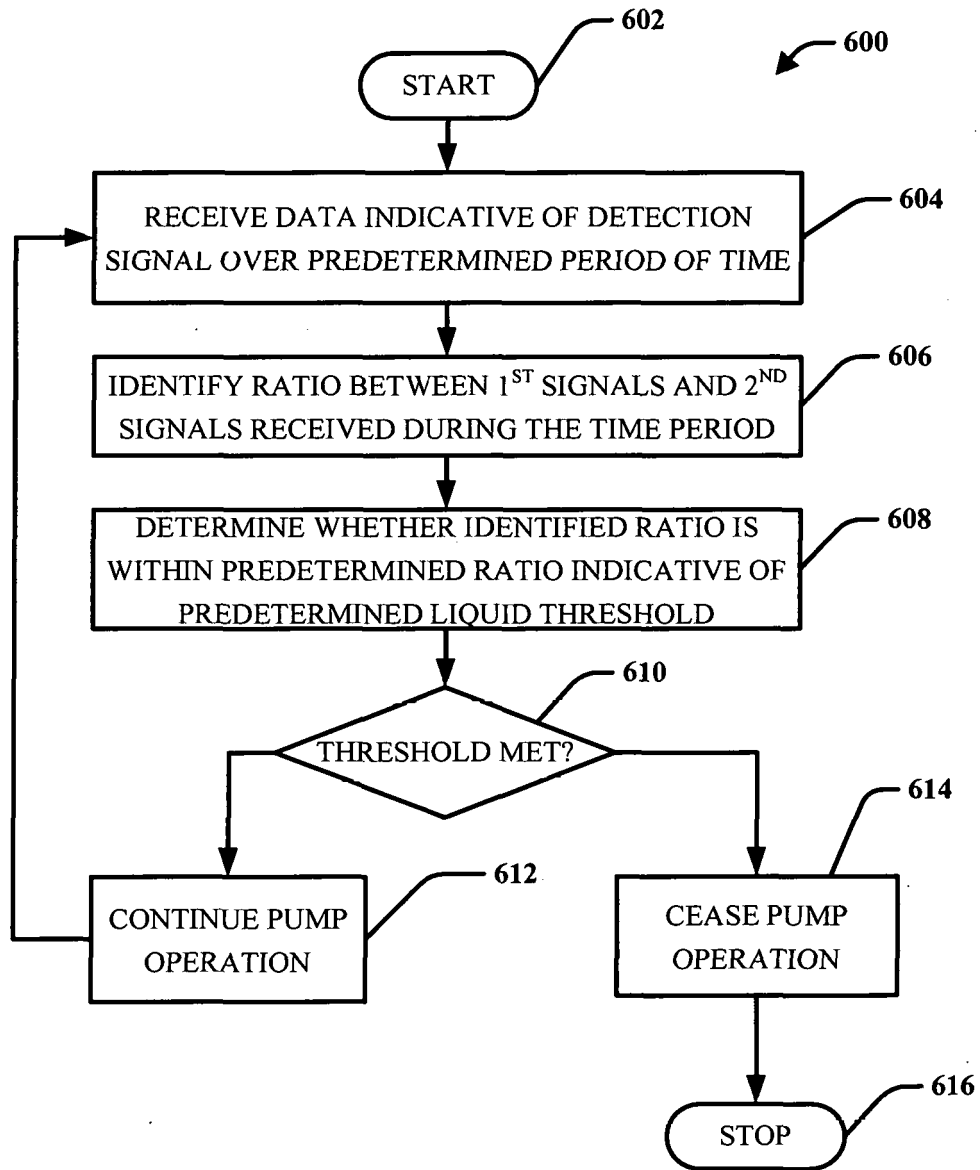 602
600
START
RECEIVE DATA INDICATIVE OF DETECTION
SIGNAL OVER PREDETERMINED PERIOD OF TIME
604
606
IDENTIFY RATIO BETWEEN 1ST SIGNALS AND 2ND
SIGNALS RECEIVED DURING THE TIME PERIOD
608
DETERMINE WHETHER IDENTIFIED RATIO IS
WITHIN PREDETERMINED RATIO INDICATIVE OF
PREDETERMINED LIQUID THRESHOLD
610
THRESHOLD MET?
614
612
CONTINUE PUMP
OPERATION
CEASE PUMP
OPERATION
616
STOP